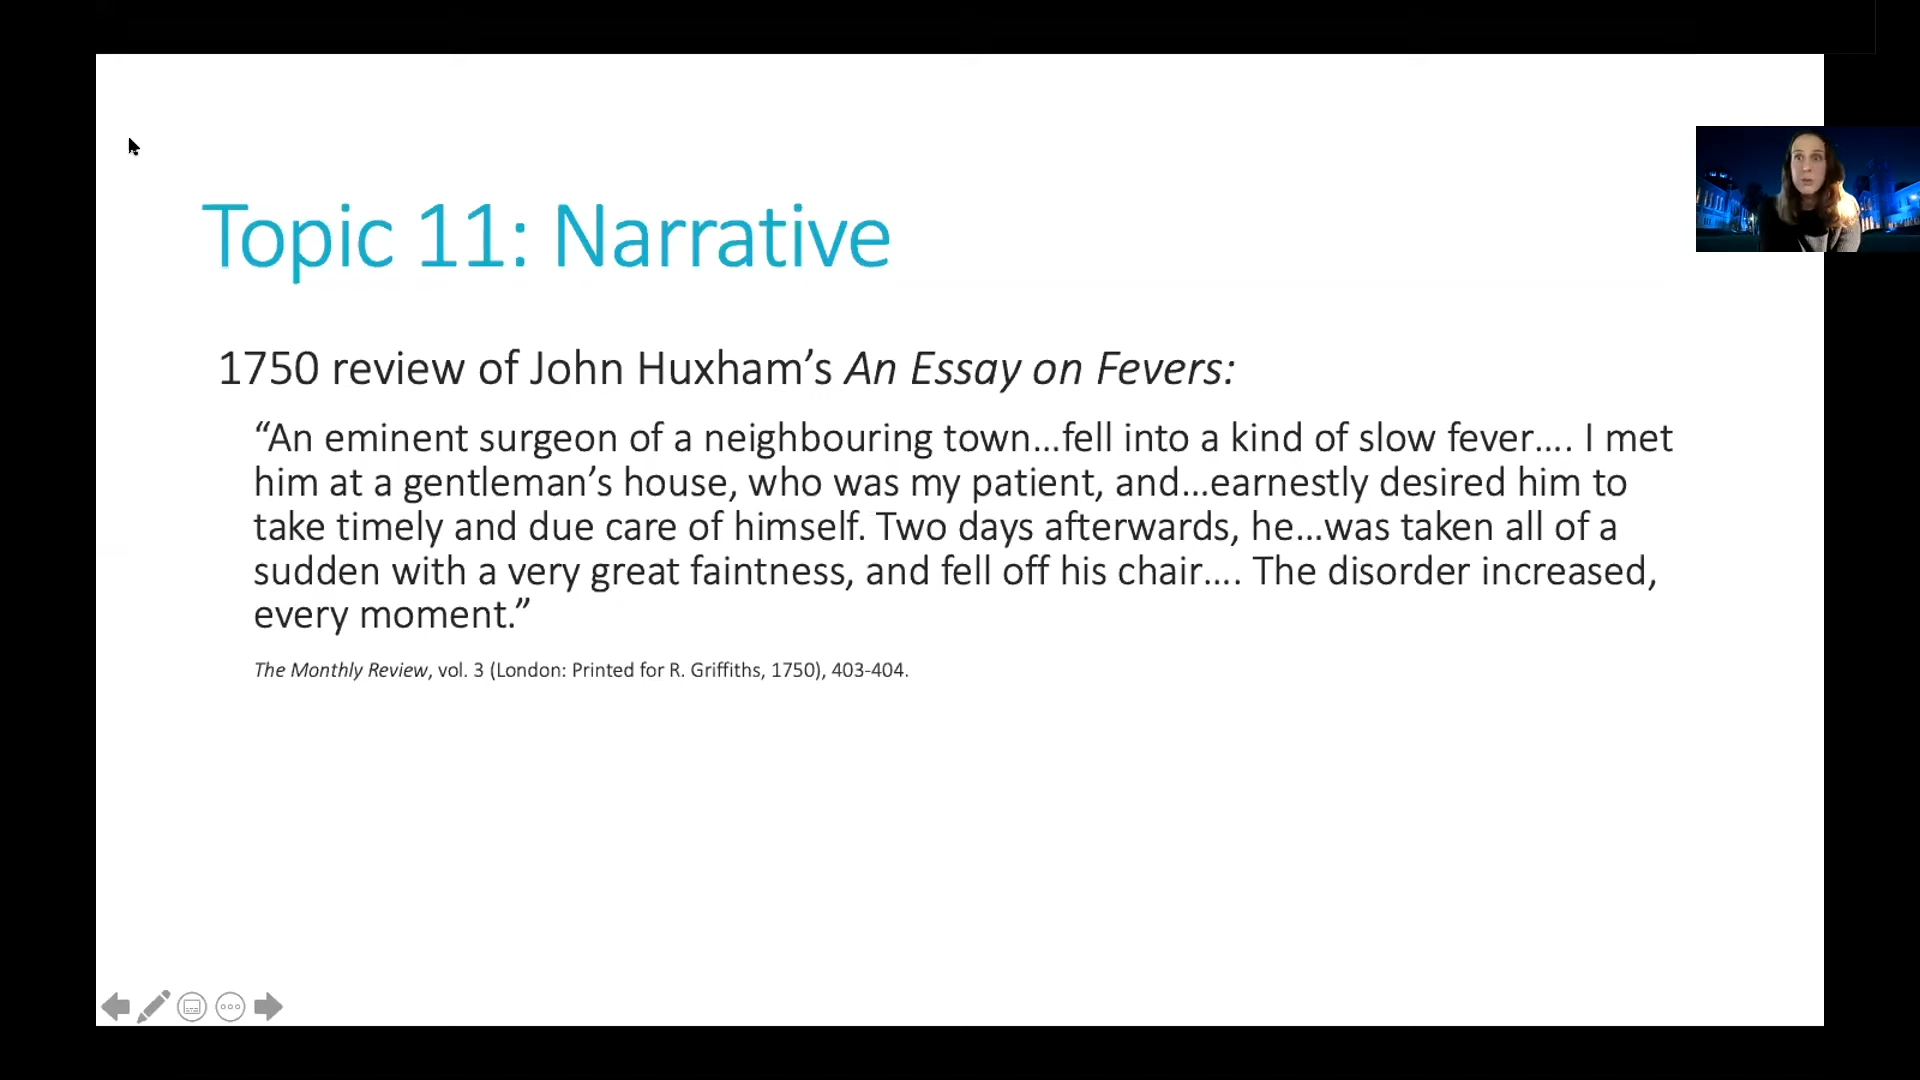 Topic 11: Narrative
1750 review of John Huxham’s An Essay on Fevers:
“An eminent surgeon of a neighbouring town…fell into a kind of slow fever…. I met
him at a gentleman’s house, who was my patient, and…earnestly desired him to
take timely and due care of himself. Two days afterwards, he…was taken all of a
sudden with a very great faintness, and fell off his chair…. The disorder increased,
every moment.”
The Monthly Review, vol. 3 (London: Printed for R. Griffiths, 1750), 403-404.